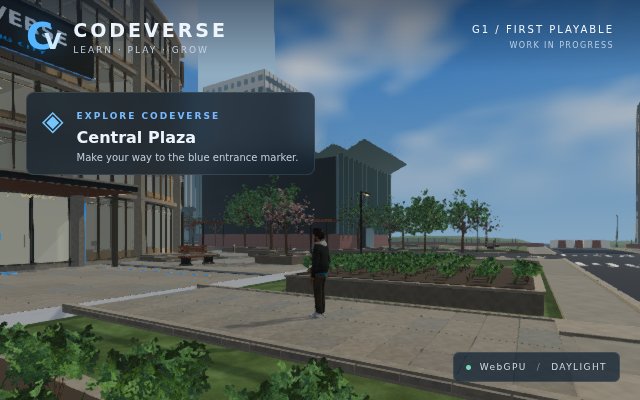 CODEVERSE
LEARN · PLAY · GROW
G1 / FIRST PLAYABLE
WORK IN PROGRESS
EXPLORE CODEVERSE
Central Plaza
Make your way to the blue entrance marker.
WebGPU / DAYLIGHT